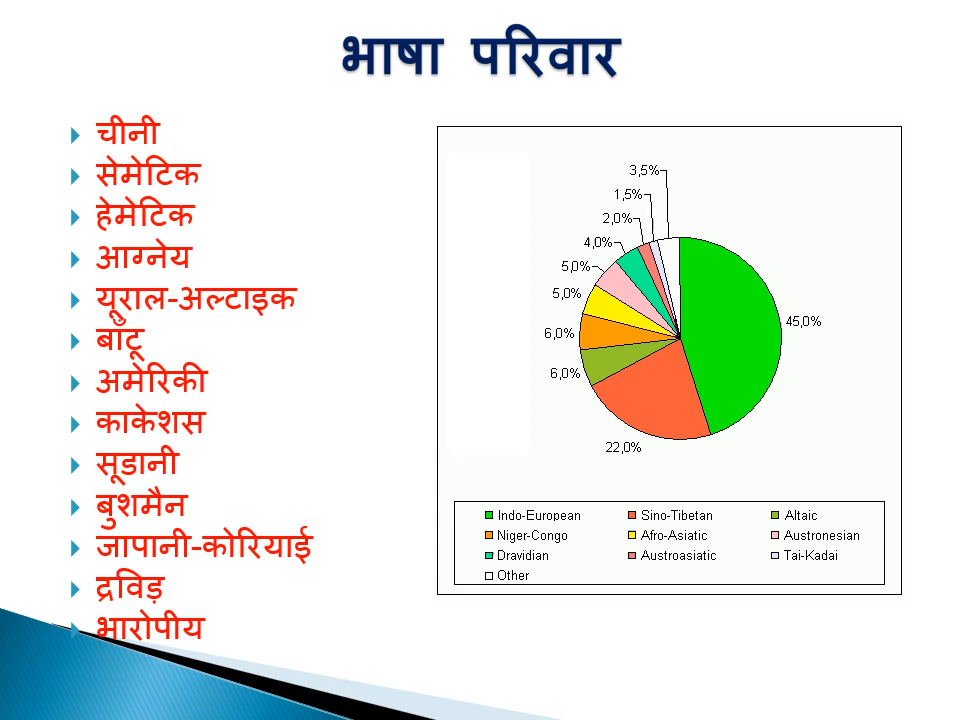 भाषा परिवार
चीनी
सेमेटिक
हेमेटिक
आग्नेय
यूराल-अल्टाइक
बाँटू
अमेरिकी
काकेशस
सूडानी
बुशमैन
जापानी-कोरियाई
द्रविड़
भारोपीय
3,5%
1,5%
2,0%
4,0%
5,0%
5,0%
6,0%
6,0%
22,0%
45,0%
Indo-European Sino-Tibetan Altaic
Niger-Congo Afro-Asiatic Austronesian
Dravidian Austroasiatic Tai-Kadai
Other